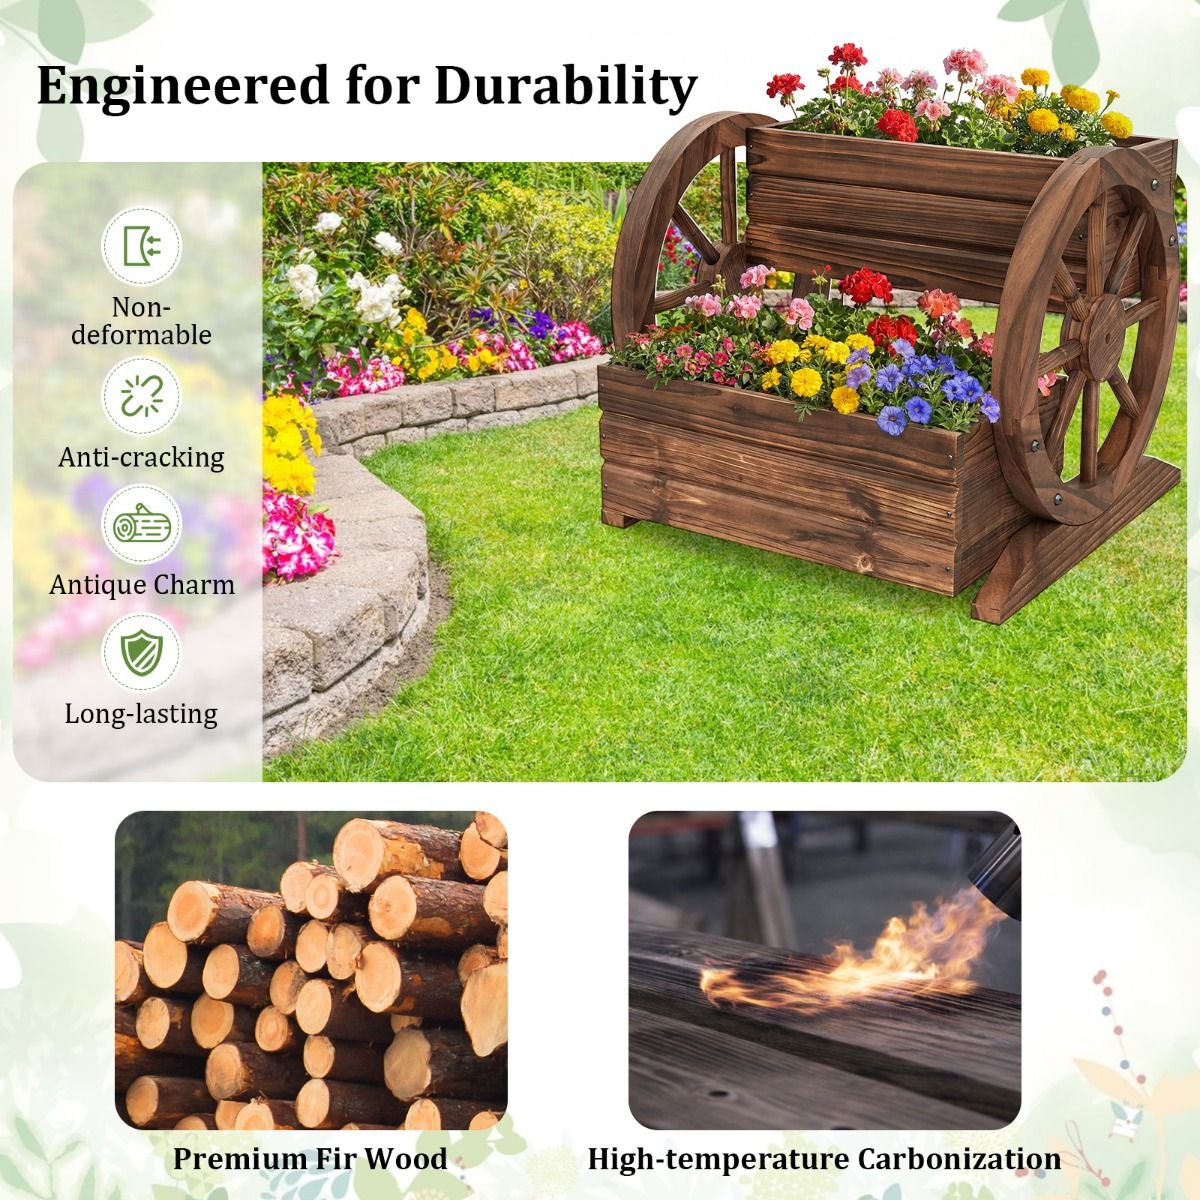 Engineered for Durability
Non-
deformable
Anti-cracking
Antique Charm
Long-lasting
Premium Fir Wood
High-temperature Carbonization